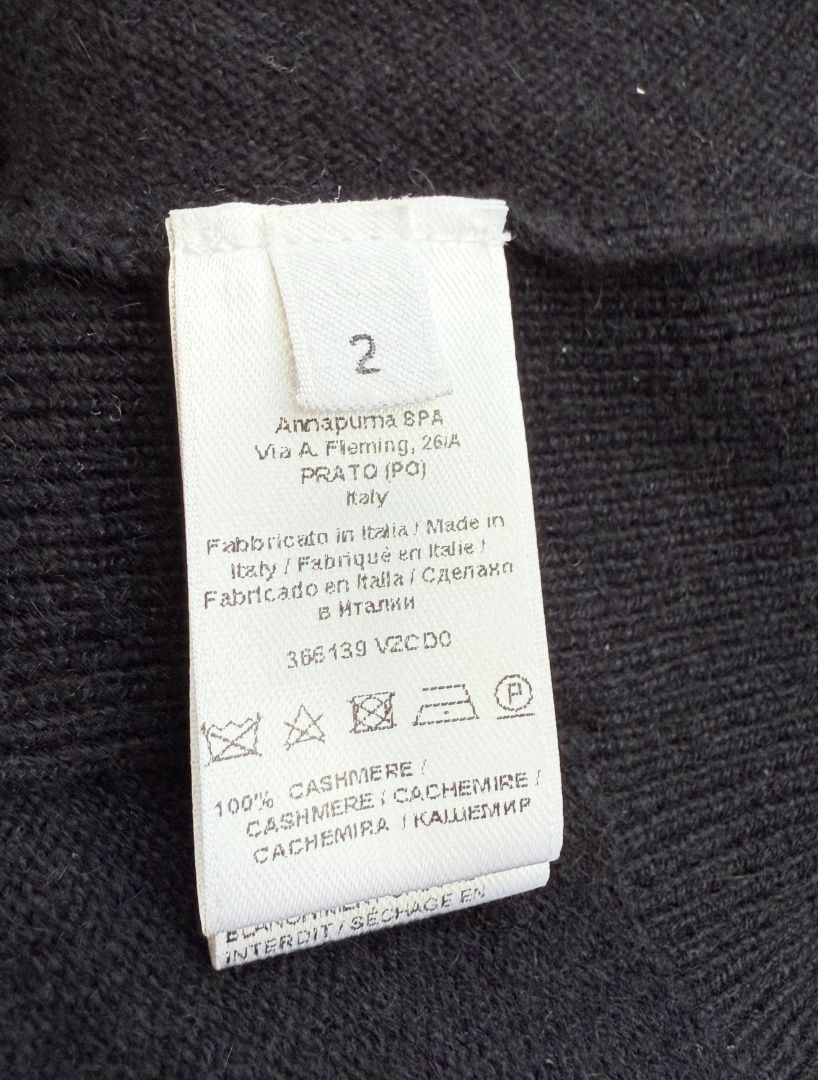 2
Annapurna SPA
Via A. Fleming, 26/A
PRATO (PO)
Italy
Fabbricato in Italia / Made in
Italy / Fabriqué en Italie /
Fabricado en Italia / Сделано
в Италии
366139 VZCD0
P
100% CASHMERE /
CASHMERE / CACHEMIRE /
CACHEMIRA / КАШЕМИР
INTERDIT / SÉCHAGE EN